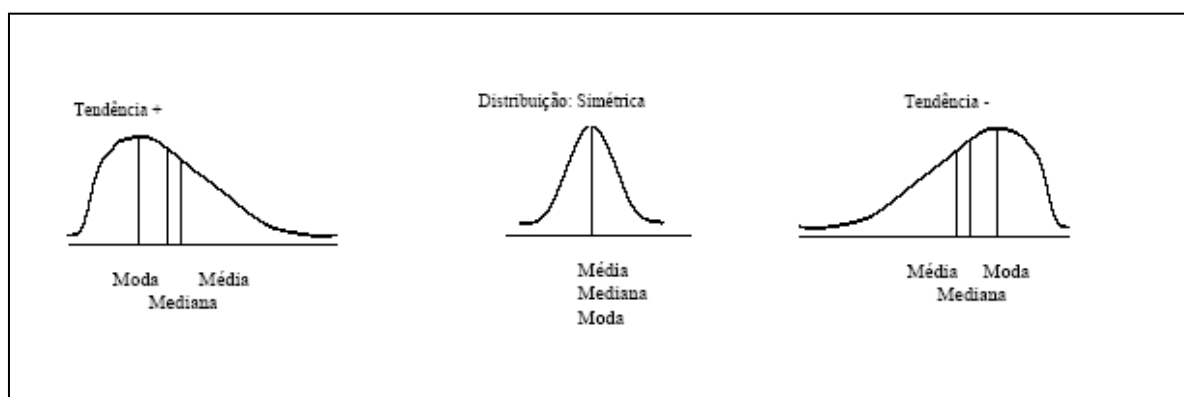 Tendência +
Moda Média
Mediana
Distribuição: Simétrica
Média
Mediana
Moda
Tendência -
Média Moda
Mediana